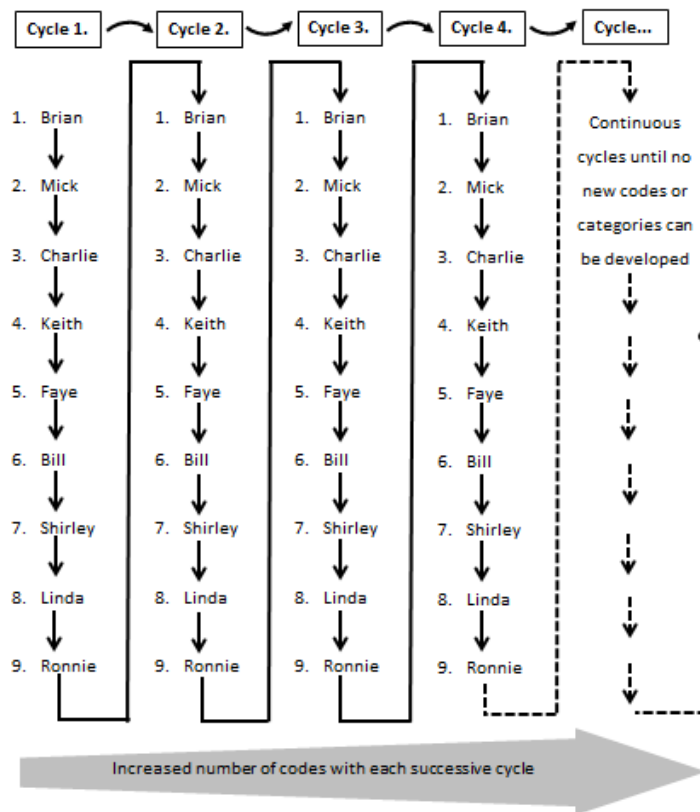 Cycle 1.
Cycle 2.
Cycle 3.
Cycle 4.
Cycle...
1. Brian
2. Mick
3. Charlie
4. Keith
5. Faye
6. Bill
7. Shirley
8. Linda
9. Ronnie
1. Brian
2. Mick
3. Charlie
4. Keith
5. Faye
6. Bill
7. Shirley
8. Linda
9. Ronnie
1. Brian
2. Mick
3. Charlie
4. Keith
5. Faye
6. Bill
7. Shirley
8. Linda
9. Ronnie
1. Brian
2. Mick
3. Charlie
4. Keith
5. Faye
6. Bill
7. Shirley
8. Linda
9. Ronnie
Continuous
cycles until no
new codes or
categories can
be developed
Increased number of codes with each successive cycle